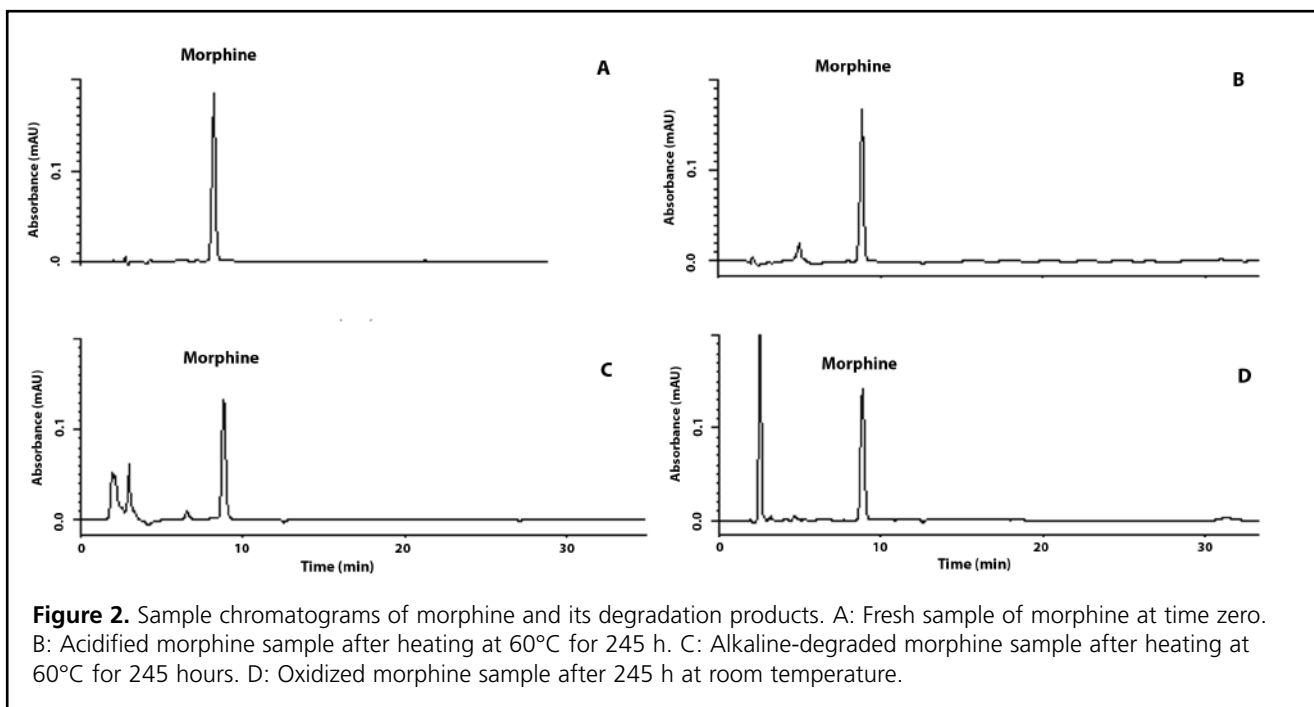 Morphine
A
Absorbance (mAU)
0.1
.0
Morphine
B
Absorbance (mAU)
0.1
0.0
0 10 20 30
Morphine
C
Absorbance (mAU)
0.1
0.0
0 10 20 30
Time (min)
Morphine
D
Absorbance (mAU)
0.1
0.0
0 10 20 30
Time (min)
Figure 2. Sample chromatograms of morphine and its degradation products. A: Fresh sample of morphine at time zero.
B: Acidified morphine sample after heating at 60°C for 245 h. C: Alkaline-degraded morphine sample after heating at
60°C for 245 hours. D: Oxidized morphine sample after 245 h at room temperature.